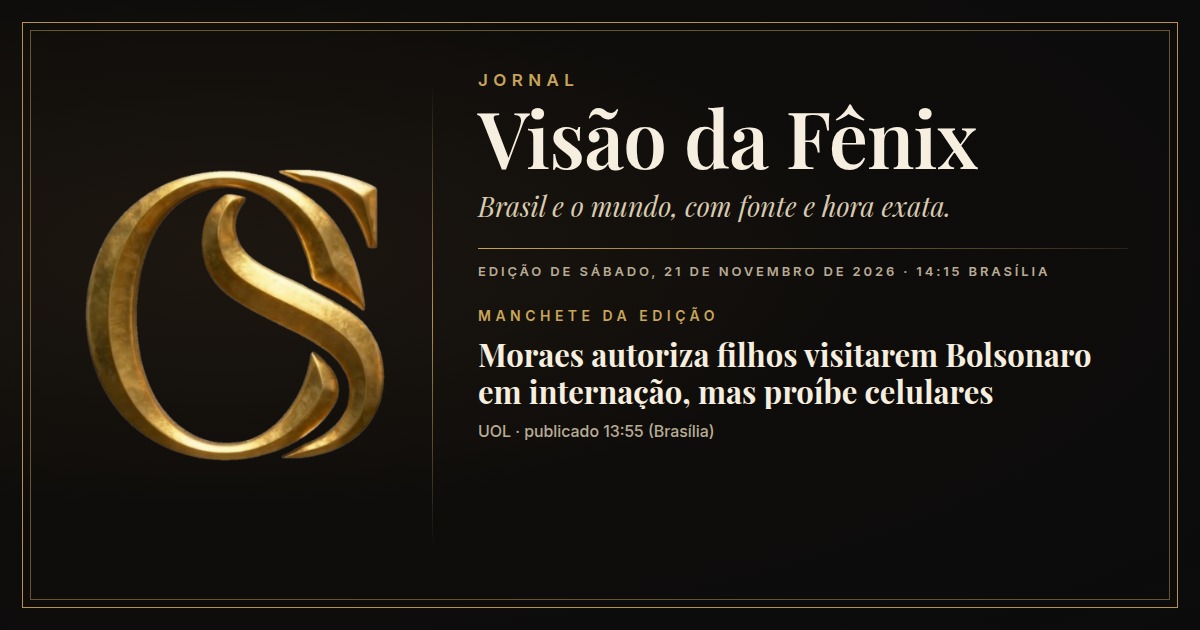 JORNAL
Visão da Fênix
Brasil e o mundo, com fonte e hora exata.
EDIÇÃO DE SÁBADO, 21 DE NOVEMBRO DE 2026 · 14:15 BRASÍLIA
MANCHETE DA EDIÇÃO
Moraes autoriza filhos visitarem Bolsonaro
em internação, mas proíbe celulares
UOL · publicado 13:55 (Brasília)